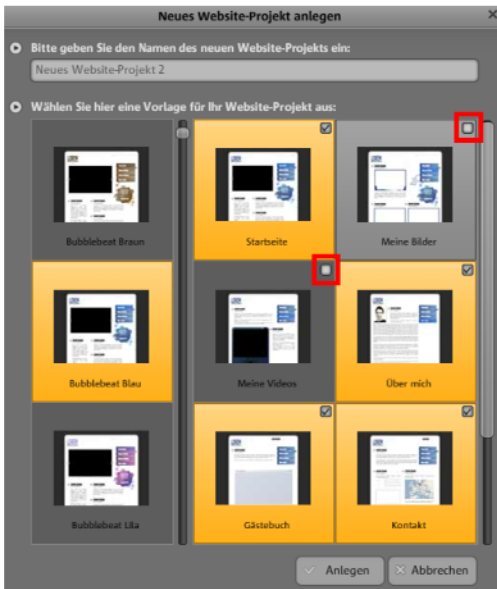 Neues Website-Projekt anlegen
Bitte geben Sie den Namen des neuen Website-Projekts ein:
Neues Website-Projekt 2
Wählen Sie hier eine Vorlage für Ihr Website-Projekt aus:
Bubblebeat Braun
Startseite
Meine Bilder
Bubblebeat Blau
Meine Videos
Über mich
Bubblebeat Lila
Gästebuch
Kontakt
Anlegen
Abbrechen